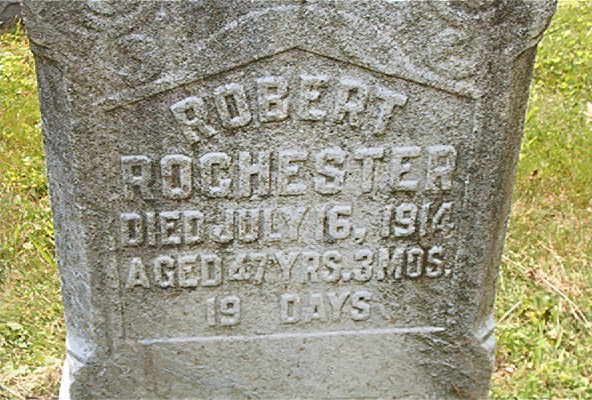 ROBERT
ROCHESTER
DIED JULY 16, 1914
AGED 47 YRS. 3 MOS.
19 DAYS